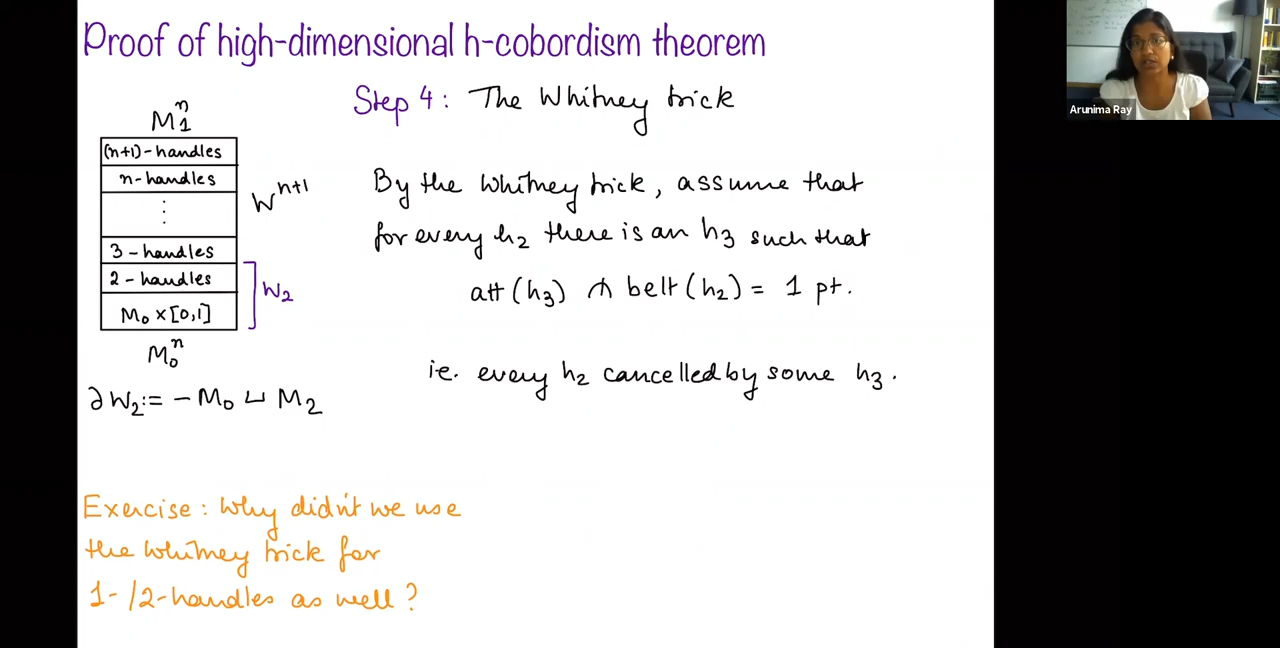 Proof of high-dimensional h-cobordism theorem
Step 4: The Whitney trick
M₁ⁿ
(n+1)-handles
n-handles
⋮
3-handles
2-handles
M₀ × [0,1]
M₀ⁿ
Wⁿ⁺¹
W₂
∂W₂:= -M₀ ⊔ M₂
By the Whitney trick, assume that
for every h₂ there is an h₃ such that
att (h₃) ⋔ belt (h₂) = 1 pt.
i.e. every h₂ cancelled by some h₃.
Exercise: Why didn't we use
the Whitney trick for
1-/2-handles as well?
Arunima Ray